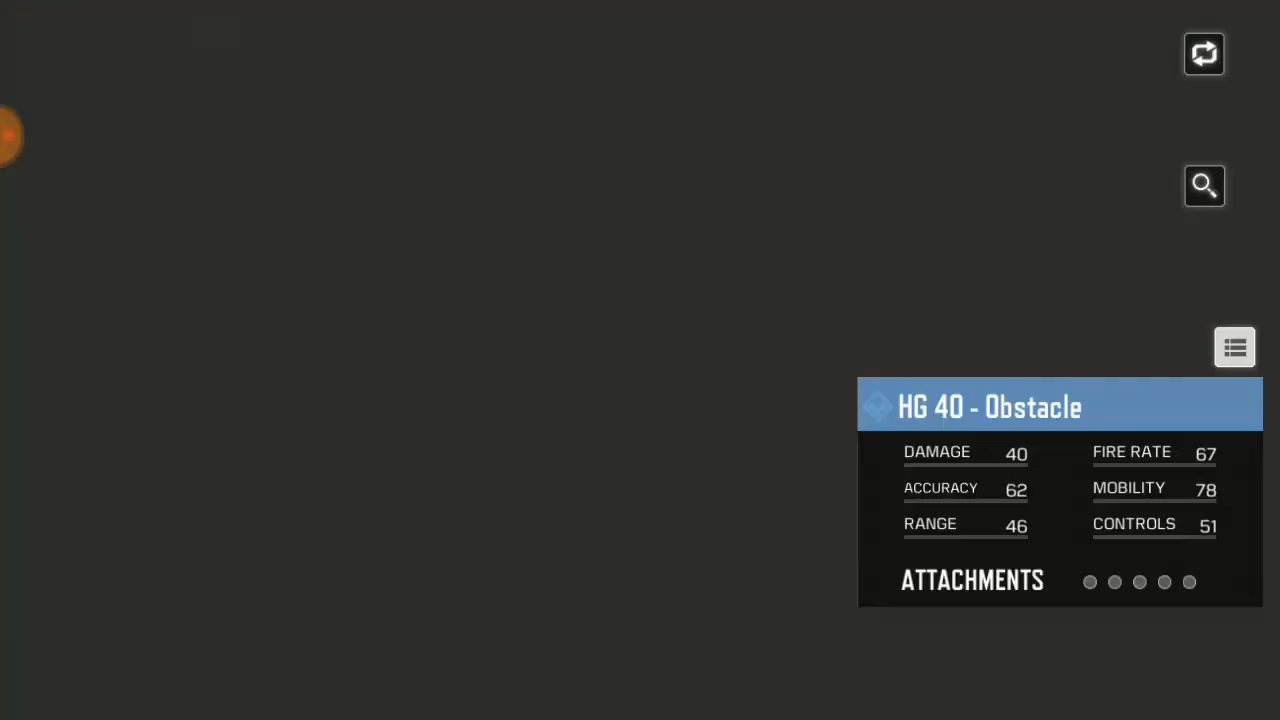 HG 40 - Obstacle
DAMAGE 40 FIRE RATE 67
ACCURACY 62 MOBILITY 78
RANGE 46 CONTROLS 51
ATTACHMENTS